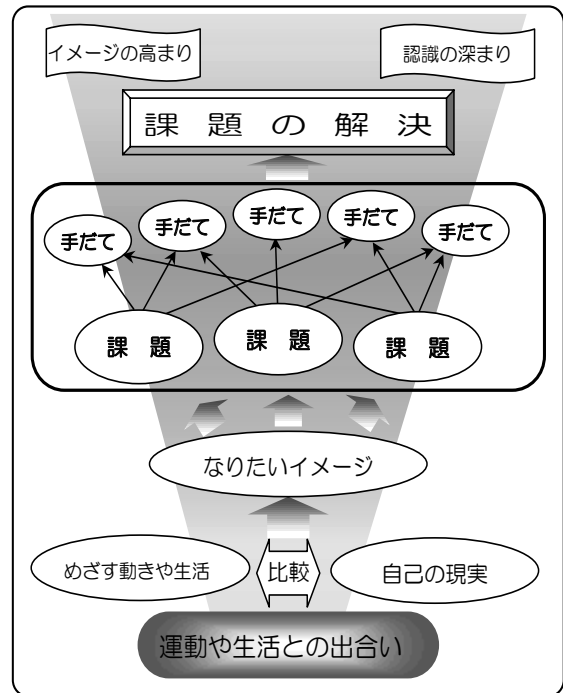 イメージの高まり
認識の深まり
課題の解決
手だて
手だて
手だて
手だて
手だて
課題
課題
課題
なりたいイメージ
めざす動きや生活
比較
自己の現実
運動や生活との出合い